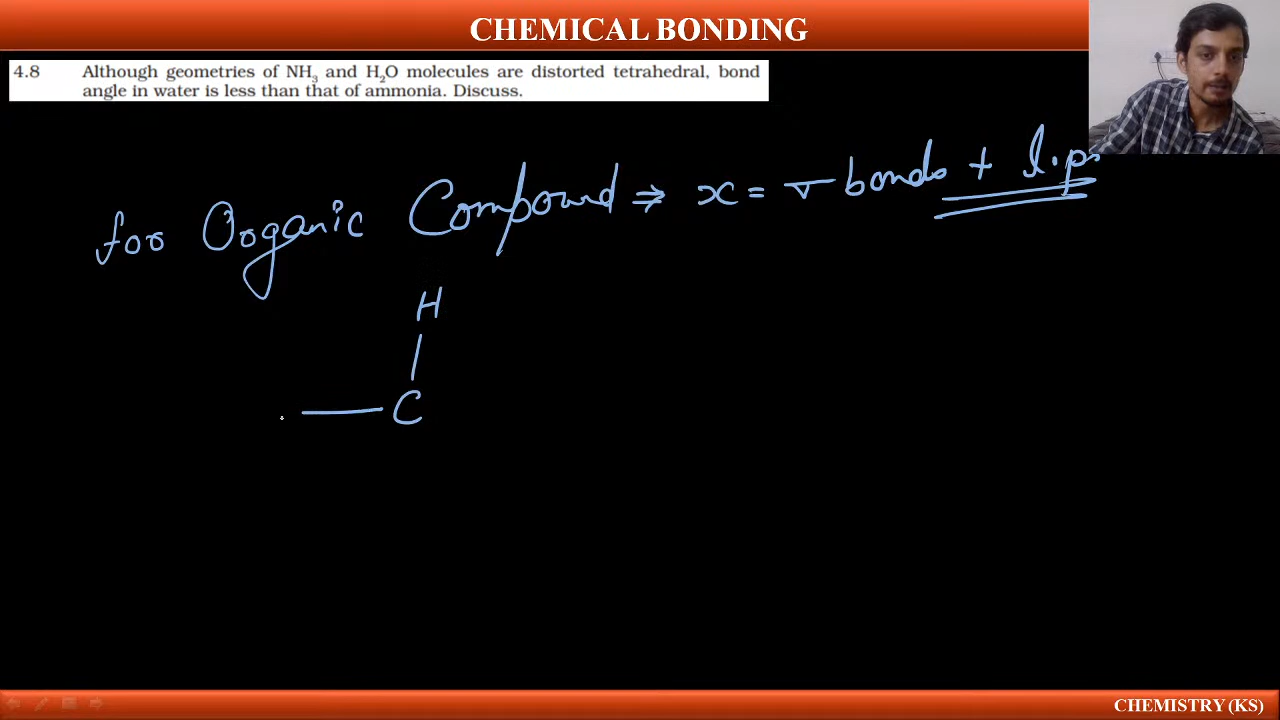 CHEMICAL BONDING
4.8 Although geometries of NH₃ and H₂O molecules are distorted tetrahedral, bond
angle in water is less than that of ammonia. Discuss.
for Organic Compound ⇒ x = σ bonds + l.p.
H
C
CHEMISTRY (KS)